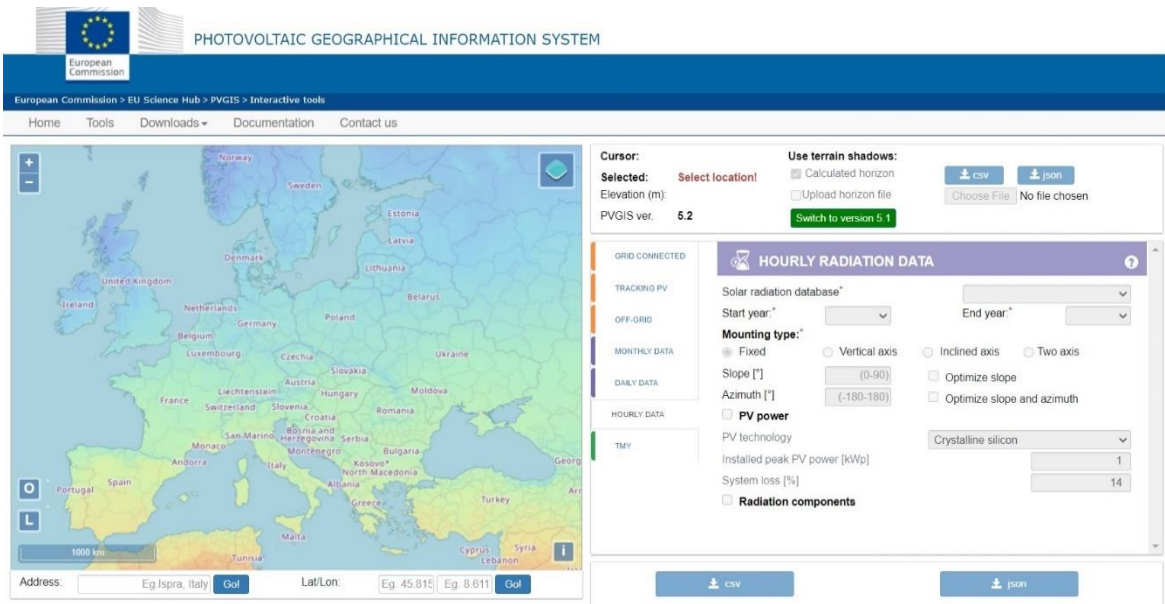 PHOTOVOLTAIC GEOGRAPHICAL INFORMATION SYSTEM
European
Commission
European Commission > EU Science Hub > PVGIS > Interactive tools
Home Tools Downloads Documentation Contact us
+
−
Norway
Sweden
Estonia
Latvia
Denmark
Lithuania
United Kingdom
Ireland
Belarus
Netherlands
Poland
Germany
Belgium
Luxembourg
Czechia
Ukraine
Slovakia
Austria
Liechtenstein
Hungary
Moldova
France
Switzerland
Slovenia
Romania
Croatia
San Marino
Bosnia and
Herzegovina
Serbia
Monaco
Montenegro
Bulgaria
Andorra
Italy
Kosovo*
Georg
North Macedonia
Albania
Portugal
Spain
Greece
Turkey
Arr
Malta
Tunisia
Cyprus
Syria
Lebanon
O
L
1000 km
i
Address: Eg.Ispra, Italy Go! Lat/Lon: Eg. 45.815 Eg. 8.611 Go!
Cursor: Use terrain shadows:
Selected: Select location! Calculated horizon csv json
Elevation (m): Upload horizon file Choose File No file chosen
PVGIS ver. 5.2 Switch to version 5.1
GRID CONNECTED
TRACKING PV
OFF-GRID
MONTHLY DATA
DAILY DATA
HOURLY DATA
TMY
HOURLY RADIATION DATA ?
Solar radiation database*
Start year:* End year:*
Mounting type:*
Fixed Vertical axis Inclined axis Two axis
Slope [°] (0-90) Optimize slope
Azimuth [°] (-180-180) Optimize slope and azimuth
PV power
PV technology Crystalline silicon
Installed peak PV power [kWp] 1
System loss [%] 14
Radiation components
csv json